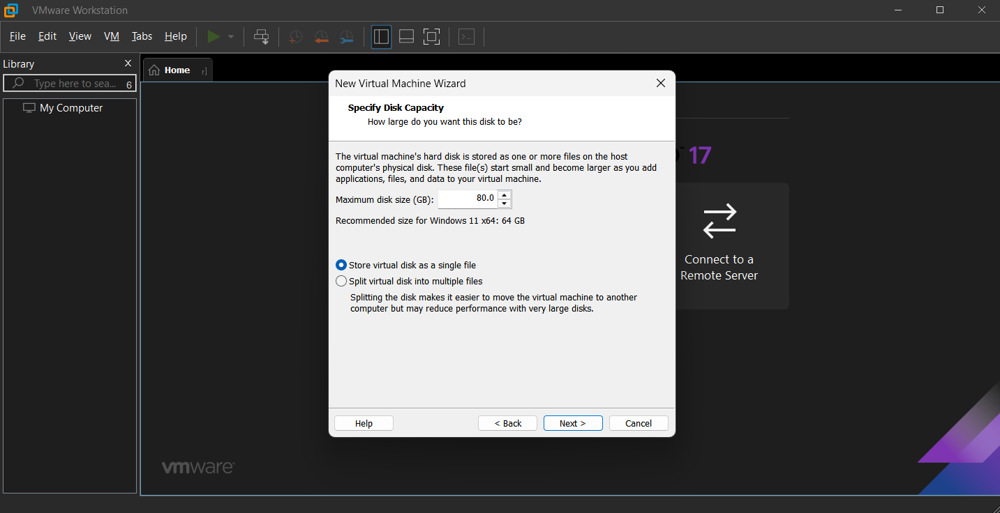 VMware Workstation
File Edit View VM Tabs Help
Library X
Type here to sea...
My Computer
Home
New Virtual Machine Wizard
Specify Disk Capacity
How large do you want this disk to be?
The virtual machine's hard disk is stored as one or more files on the host
computer's physical disk. These file(s) start small and become larger as you add
applications, files, and data to your virtual machine.
Maximum disk size (GB): 80.0
Recommended size for Windows 11 x64: 64 GB
Store virtual disk as a single file
Split virtual disk into multiple files
Splitting the disk makes it easier to move the virtual machine to another
computer but may reduce performance with very large disks.
Help < Back Next > Cancel
17
Connect to a
Remote Server
vmware